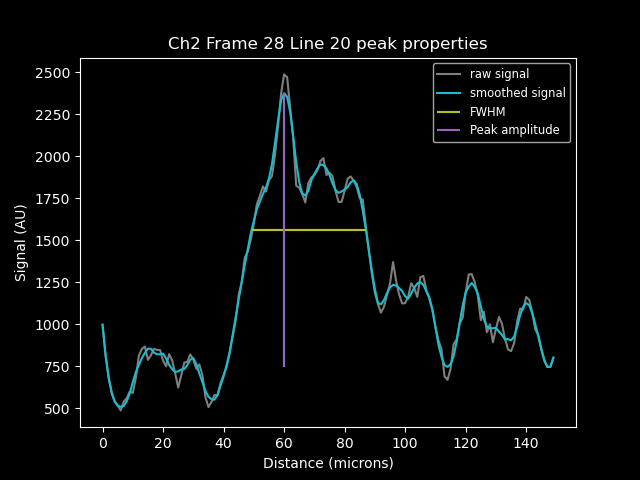 Ch2 Frame 28 Line 20 peak properties
raw signal
smoothed signal
FWHM
Peak amplitude
Signal (AU)
2500
2250
2000
1750
1500
1250
1000
750
500
0 20 40 60 80 100 120 140
Distance (microns)